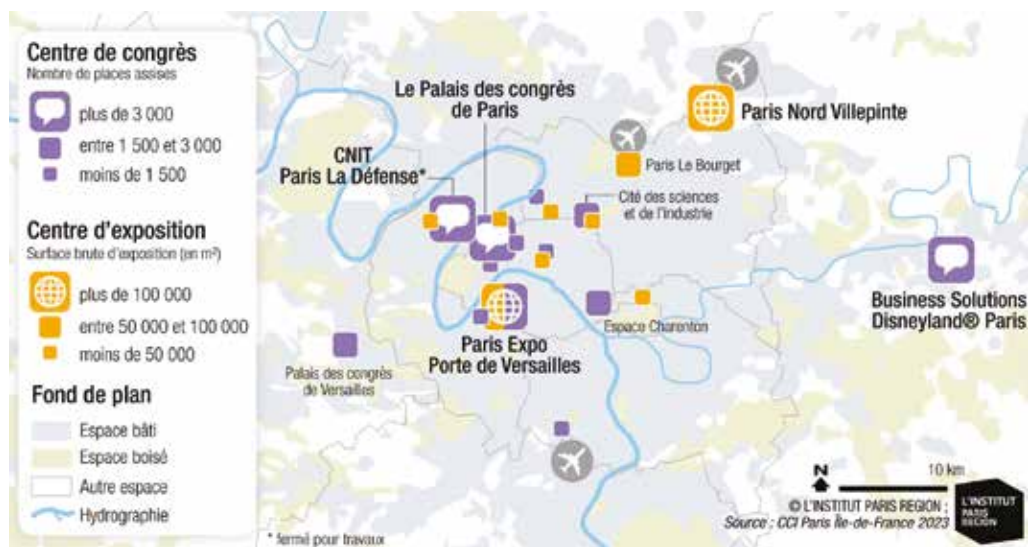 Centre de congrès
Nombre de places assises
plus de 3 000
entre 1 500 et 3 000
moins de 1 500
Centre d'exposition
Surface brute d'exposition (en m²)
plus de 100 000
entre 50 000 et 100 000
moins de 50 000
Fond de plan
Espace bâti
Espace boisé
Autre espace
Hydrographie
Le Palais des congrès
de Paris
CNIT
Paris La Défense*
Paris Nord Villepinte
Paris Le Bourget
Cité des sciences
et de l'industrie
Business Solutions
Disneyland® Paris
Espace Charenton
Paris Expo
Porte de Versailles
Palais des congrès
de Versailles
* fermé pour travaux
N
10 km
© L'INSTITUT PARIS REGION ;
Source : CCI Paris Île-de-France 2023
L'INSTITUT
PARIS
REGION